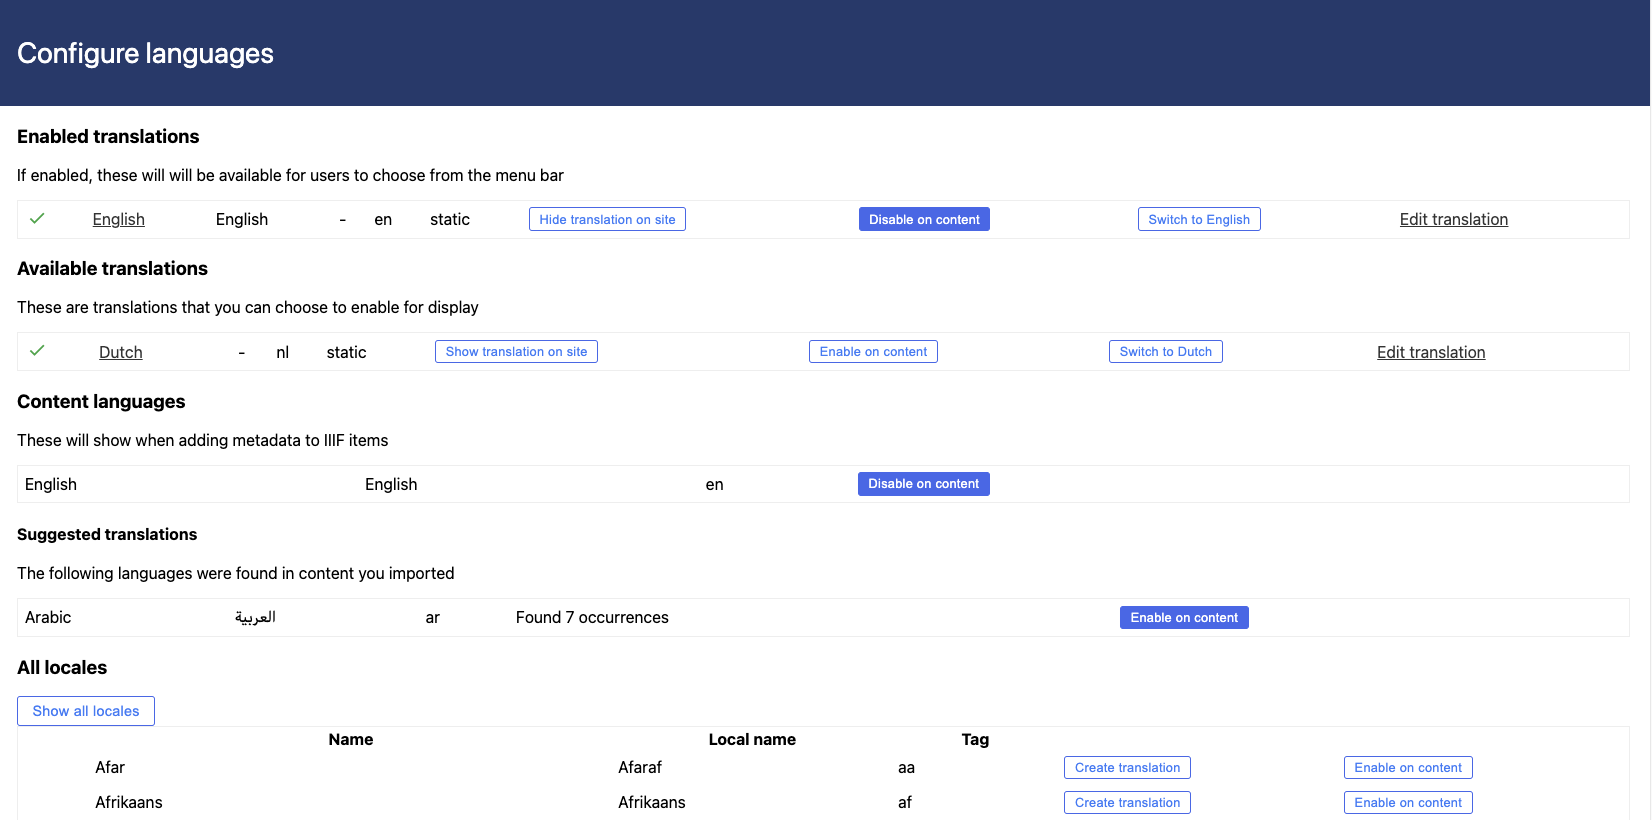 Configure languages
Enabled translations
If enabled, these will will be available for users to choose from the menu bar
English English - en static Hide translation on site Disable on content Switch to English Edit translation
Available translations
These are translations that you can choose to enable for display
Dutch - nl static Show translation on site Enable on content Switch to Dutch Edit translation
Content languages
These will show when adding metadata to IIIF items
English English en Disable on content
Suggested translations
The following languages were found in content you imported
Arabic العربية ar Found 7 occurrences Enable on content
All locales
Show all locales
Name Local name Tag
Afar Afaraf aa Create translation Enable on content
Afrikaans Afrikaans af Create translation Enable on content